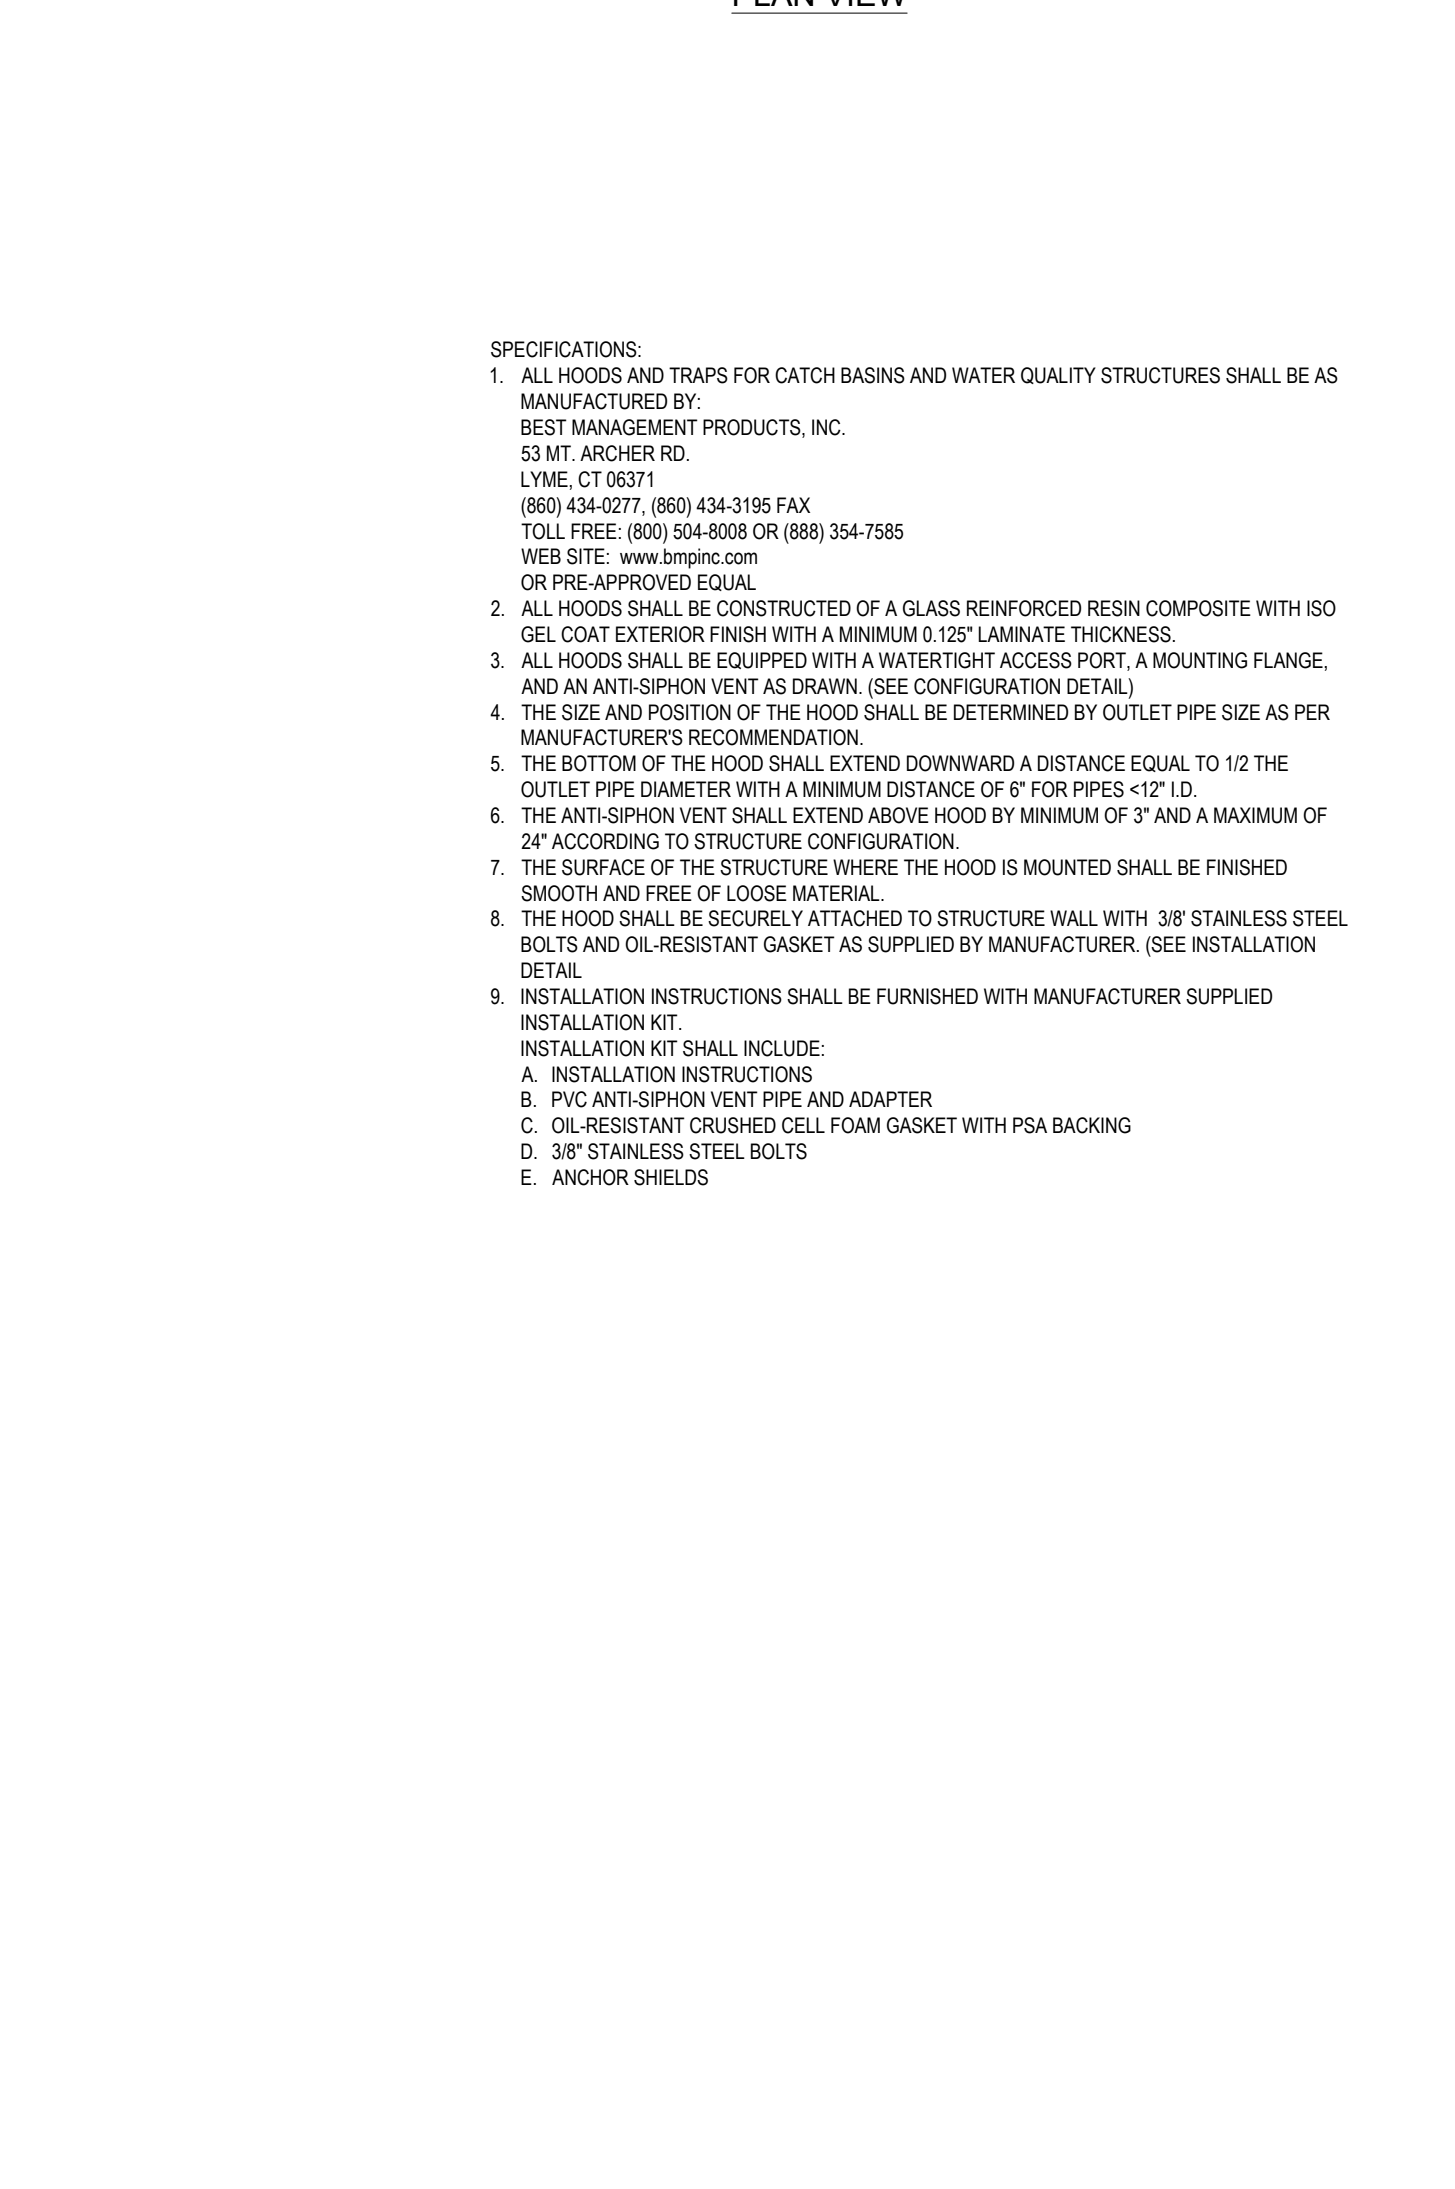 PLAN VIEW
SPECIFICATIONS:
1. ALL HOODS AND TRAPS FOR CATCH BASINS AND WATER QUALITY STRUCTURES SHALL BE AS
MANUFACTURED BY:
BEST MANAGEMENT PRODUCTS, INC.
53 MT. ARCHER RD.
LYME, CT 06371
(860) 434-0277, (860) 434-3195 FAX
TOLL FREE: (800) 504-8008 OR (888) 354-7585
WEB SITE: www.bmpinc.com
OR PRE-APPROVED EQUAL
2. ALL HOODS SHALL BE CONSTRUCTED OF A GLASS REINFORCED RESIN COMPOSITE WITH ISO
GEL COAT EXTERIOR FINISH WITH A MINIMUM 0.125" LAMINATE THICKNESS.
3. ALL HOODS SHALL BE EQUIPPED WITH A WATERTIGHT ACCESS PORT, A MOUNTING FLANGE,
AND AN ANTI-SIPHON VENT AS DRAWN. (SEE CONFIGURATION DETAIL)
4. THE SIZE AND POSITION OF THE HOOD SHALL BE DETERMINED BY OUTLET PIPE SIZE AS PER
MANUFACTURER'S RECOMMENDATION.
5. THE BOTTOM OF THE HOOD SHALL EXTEND DOWNWARD A DISTANCE EQUAL TO 1/2 THE
OUTLET PIPE DIAMETER WITH A MINIMUM DISTANCE OF 6" FOR PIPES <12" I.D.
6. THE ANTI-SIPHON VENT SHALL EXTEND ABOVE HOOD BY MINIMUM OF 3" AND A MAXIMUM OF
24" ACCORDING TO STRUCTURE CONFIGURATION.
7. THE SURFACE OF THE STRUCTURE WHERE THE HOOD IS MOUNTED SHALL BE FINISHED
SMOOTH AND FREE OF LOOSE MATERIAL.
8. THE HOOD SHALL BE SECURELY ATTACHED TO STRUCTURE WALL WITH 3/8' STAINLESS STEEL
BOLTS AND OIL-RESISTANT GASKET AS SUPPLIED BY MANUFACTURER. (SEE INSTALLATION
DETAIL
9. INSTALLATION INSTRUCTIONS SHALL BE FURNISHED WITH MANUFACTURER SUPPLIED
INSTALLATION KIT.
INSTALLATION KIT SHALL INCLUDE:
A. INSTALLATION INSTRUCTIONS
B. PVC ANTI-SIPHON VENT PIPE AND ADAPTER
C. OIL-RESISTANT CRUSHED CELL FOAM GASKET WITH PSA BACKING
D. 3/8" STAINLESS STEEL BOLTS
E. ANCHOR SHIELDS